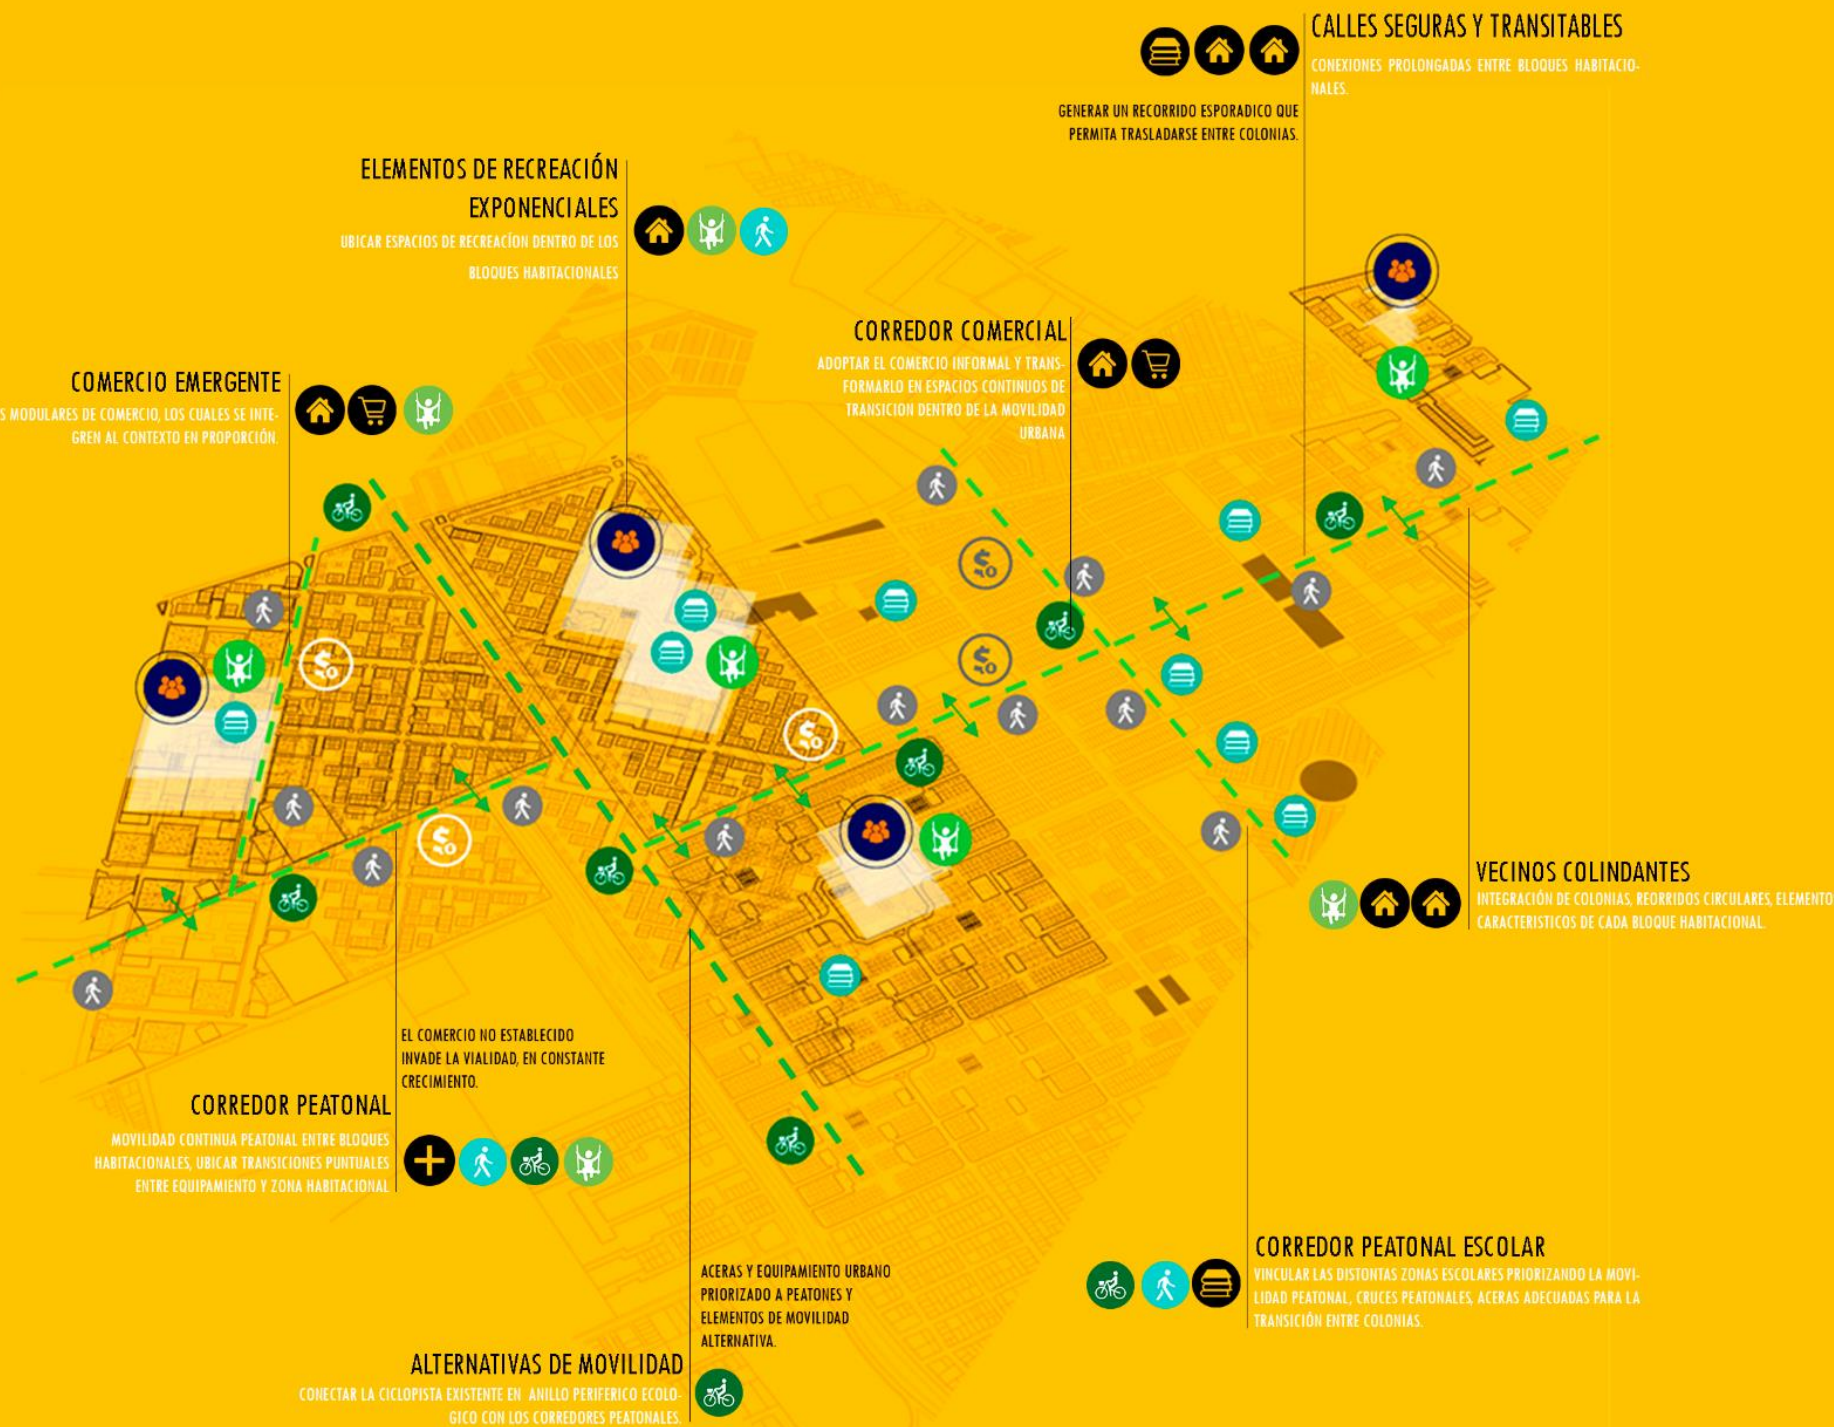 CALLES SEGURAS Y TRANSITABLES
CONEXIONES PROLONGADAS ENTRE BLOQUES HABITACIO-
NALES.
GENERAR UN RECORRIDO ESPORADICO QUE
PERMITA TRASLADARSE ENTRE COLONIAS.
ELEMENTOS DE RECREACIÓN
EXPONENCIALES
UBICAR ESPACIOS DE RECREACÏON DENTRO DE LOS
BLOQUES HABITACIONALES
CORREDOR COMERCIAL
ADOPTAR EL COMERCIO INFORMAL Y TRANS-
FORMARLO EN ESPACIOS CONTINUOS DE
TRANSICION DENTRO DE LA MOVILIDAD
URBANA
COMERCIO EMERGENTE
S MODULARES DE COMERCIO, LOS CUALES SE INTE-
GREN AL CONTEXTO EN PROPORCIÓN.
VECINOS COLINDANTES
INTEGRACIÓN DE COLONIAS, REORRIDOS CIRCULARES, ELEMENTO
CARACTERISTICOS DE CADA BLOQUE HABITACIONAL.
EL COMERCIO NO ESTABLECIDO
INVADE LA VIALIDAD, EN CONSTANTE
CRECIMIENTO.
CORREDOR PEATONAL
MOVILIDAD CONTINUA PEATONAL ENTRE BLOQUES
HABITACIONALES, UBICAR TRANSICIONES PUNTUALES
ENTRE EQUIPAMIENTO Y ZONA HABITACIONAL
CORREDOR PEATONAL ESCOLAR
VINCULAR LAS DISTONTAS ZONAS ESCOLARES PRIORIZANDO LA MOVI-
LIDAD PEATONAL, CRUCES PEATONALES, ACERAS ADECUADAS PARA LA
TRANSICIÓN ENTRE COLONIAS.
ACERAS Y EQUIPAMIENTO URBANO
PRIORIZADO A PEATONES Y
ELEMENTOS DE MOVILIDAD
ALTERNATIVA.
ALTERNATIVAS DE MOVILIDAD
CONECTAR LA CICLOPISTA EXISTENTE EN ANILLO PERIFERICO ECOLO-
GICO CON LOS CORREDORES PEATONALES.